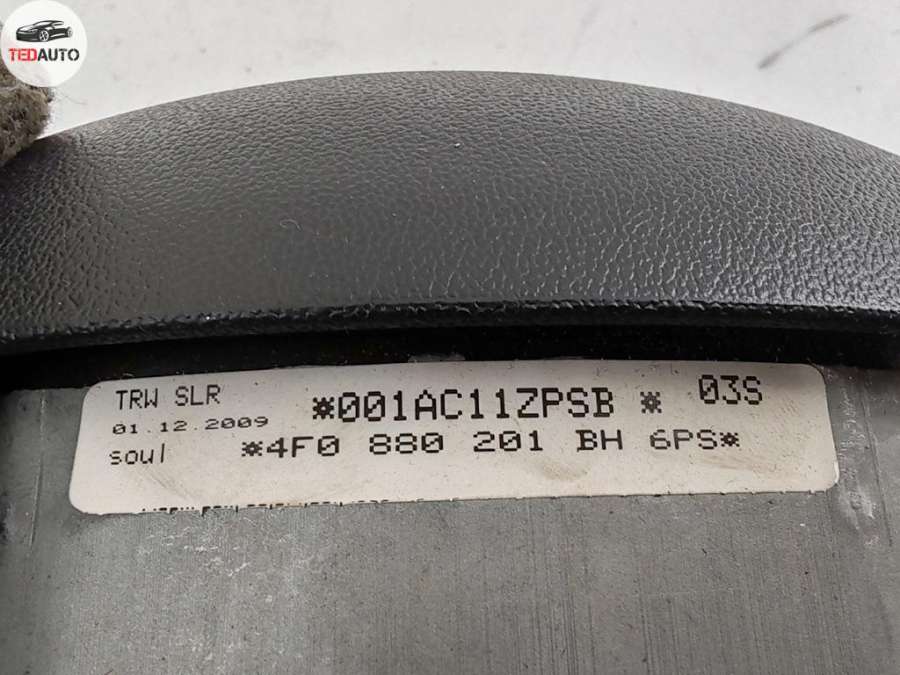 TEDAUTO
TRW SLR *001AC11ZPSB * 03S
01.12.2009
soul *4F0 880 201 BH 6PS*